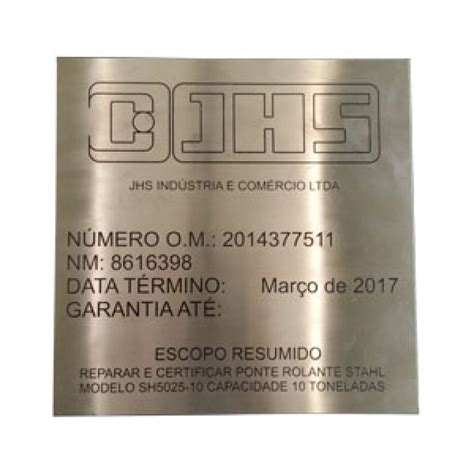 JHS
JHS INDÚSTRIA E COMÉRCIO LTDA
NÚMERO O.M.: 2014377511
NM: 8616398
DATA TÉRMINO: Março de 2017
GARANTIA ATÉ:
ESCOPO RESUMIDO
REPARAR E CERTIFICAR PONTE ROLANTE STAHL
MODELO SH5025-10 CAPACIDADE 10 TONELADAS